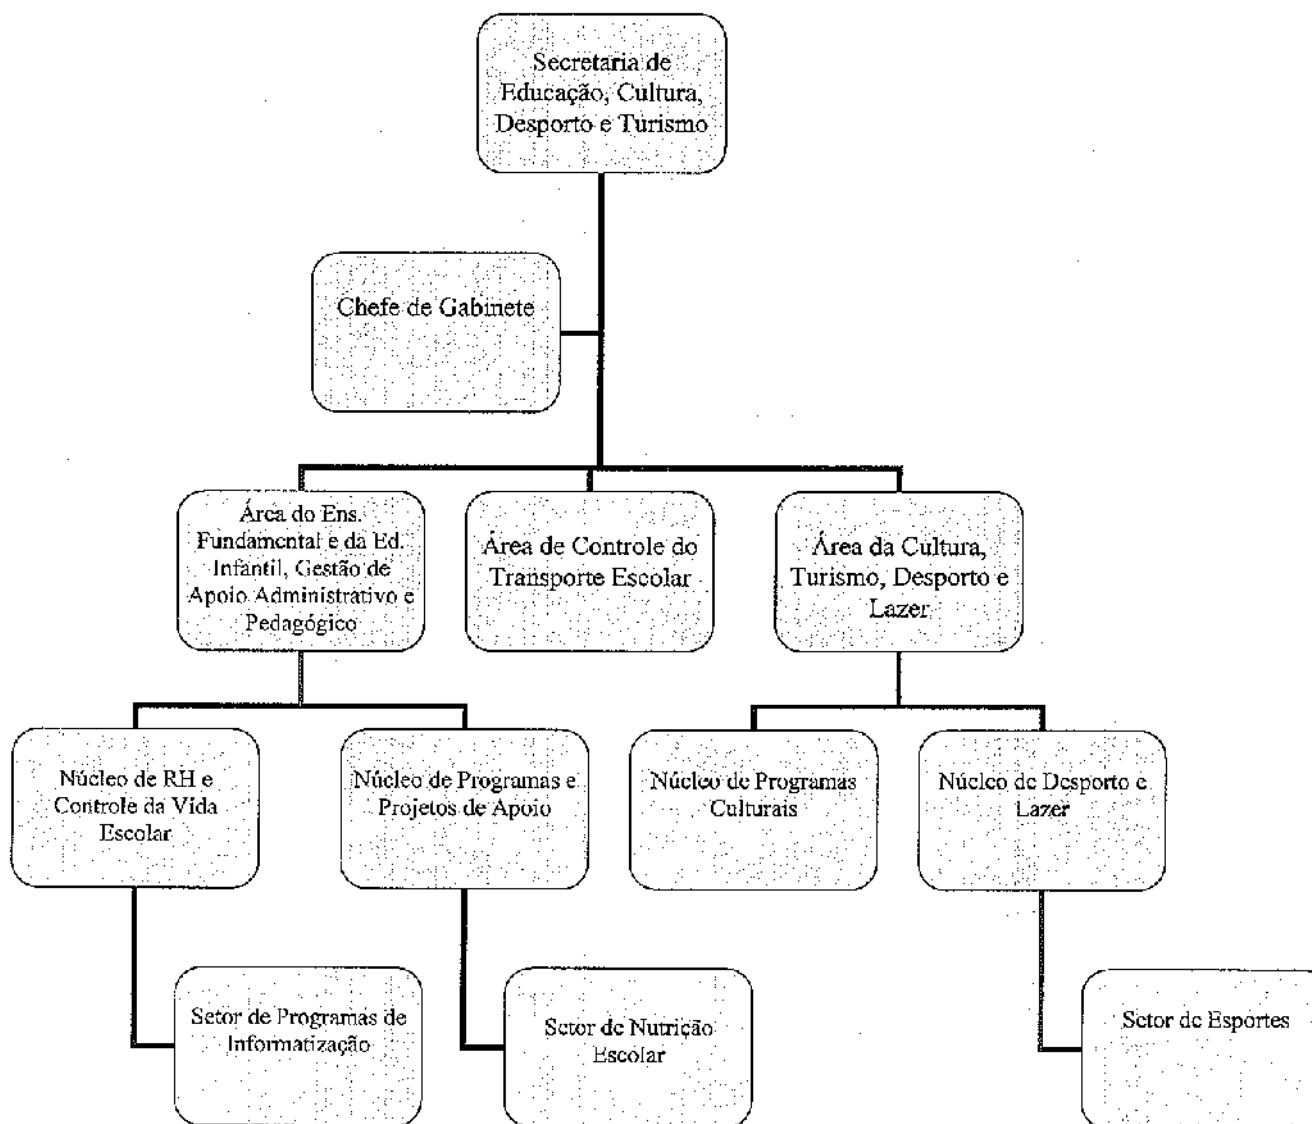 Secretaria de
Educação, Cultura,
Desporto e Turismo
Chefe de Gabinete
Área do Ens.
Fundamental e da Ed.
Infantil, Gestão de
Apoio Administrativo e
Pedagógico
Área de Controle do
Transporte Escolar
Área da Cultura,
Turismo, Desporto e
Lazer
Núcleo de RH e
Controle da Vida
Escolar
Núcleo de Programas e
Projetos de Apoio
Núcleo de Programas
Culturais
Núcleo de Desporto e
Lazer
Setor de Programas de
Informatização
Setor de Nutrição
Escolar
Setor de Esportes